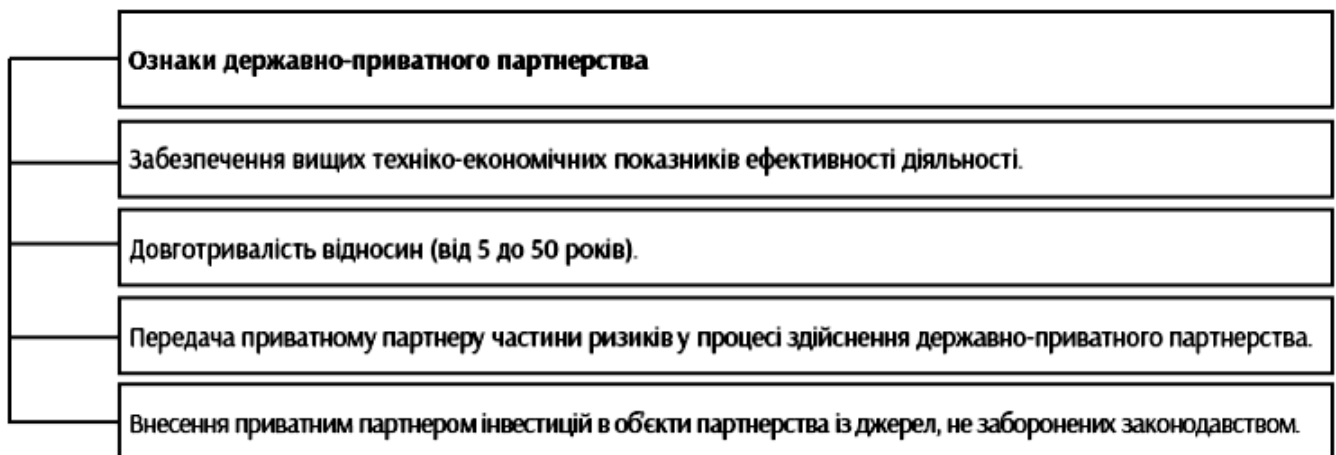 Ознаки державно-приватного партнерства
Забезпечення вищих техніко-економічних показників ефективності діяльності.
Довготривалість відносин (від 5 до 50 років).
Передача приватному партнеру частини ризиків у процесі здійснення державно-приватного партнерства.
Внесення приватним партнером інвестицій в об'єкти партнерства із джерел, не заборонених законодавством.